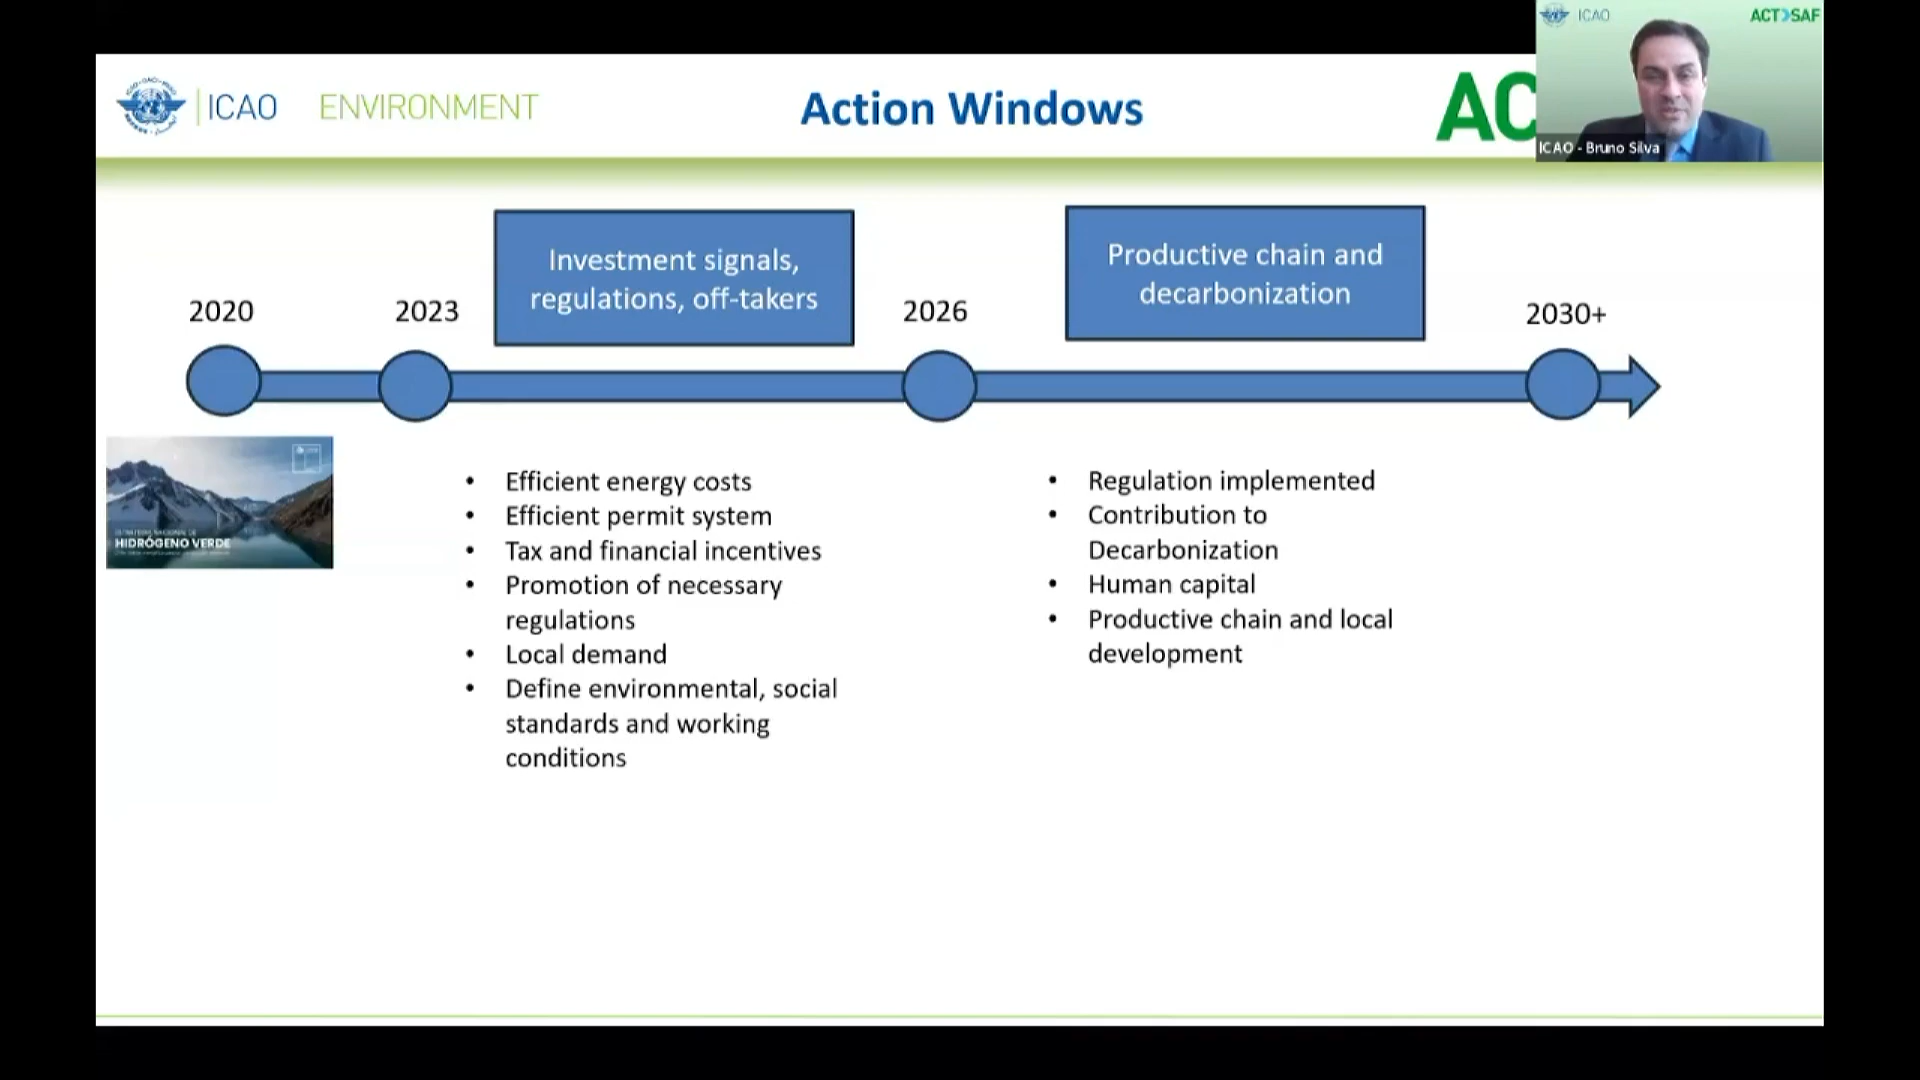 ICAO
ACT SAF
ICAO ENVIRONMENT
Action Windows
AC
ICAO - Bruno Silva
Investment signals,
regulations, off-takers
Productive chain and
decarbonization
2020
2023
2026
2030+
HIDRÓGENO VERDE
• Efficient energy costs
• Efficient permit system
• Tax and financial incentives
• Promotion of necessary
regulations
• Local demand
• Define environmental, social
standards and working
conditions
• Regulation implemented
• Contribution to
Decarbonization
• Human capital
• Productive chain and local
development